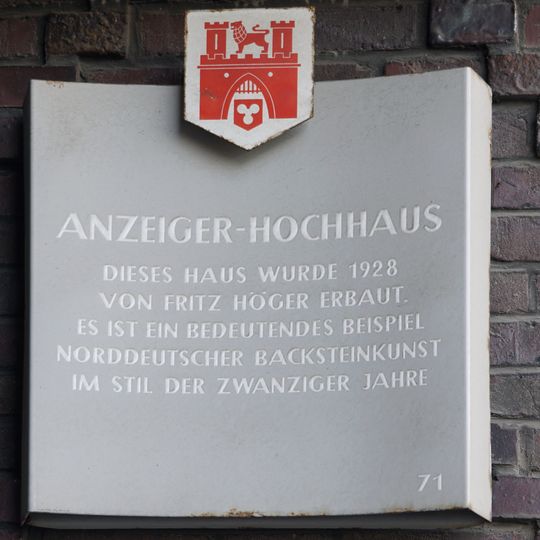 ANZEIGER-HOCHHAUS
DIESES HAUS WURDE 1928
VON FRITZ HÖGER ERBAUT.
ES IST EIN BEDEUTENDES BEISPIEL
NORDDEUTSCHER BACKSTEINKUNST
IM STIL DER ZWANZIGER JAHRE
71